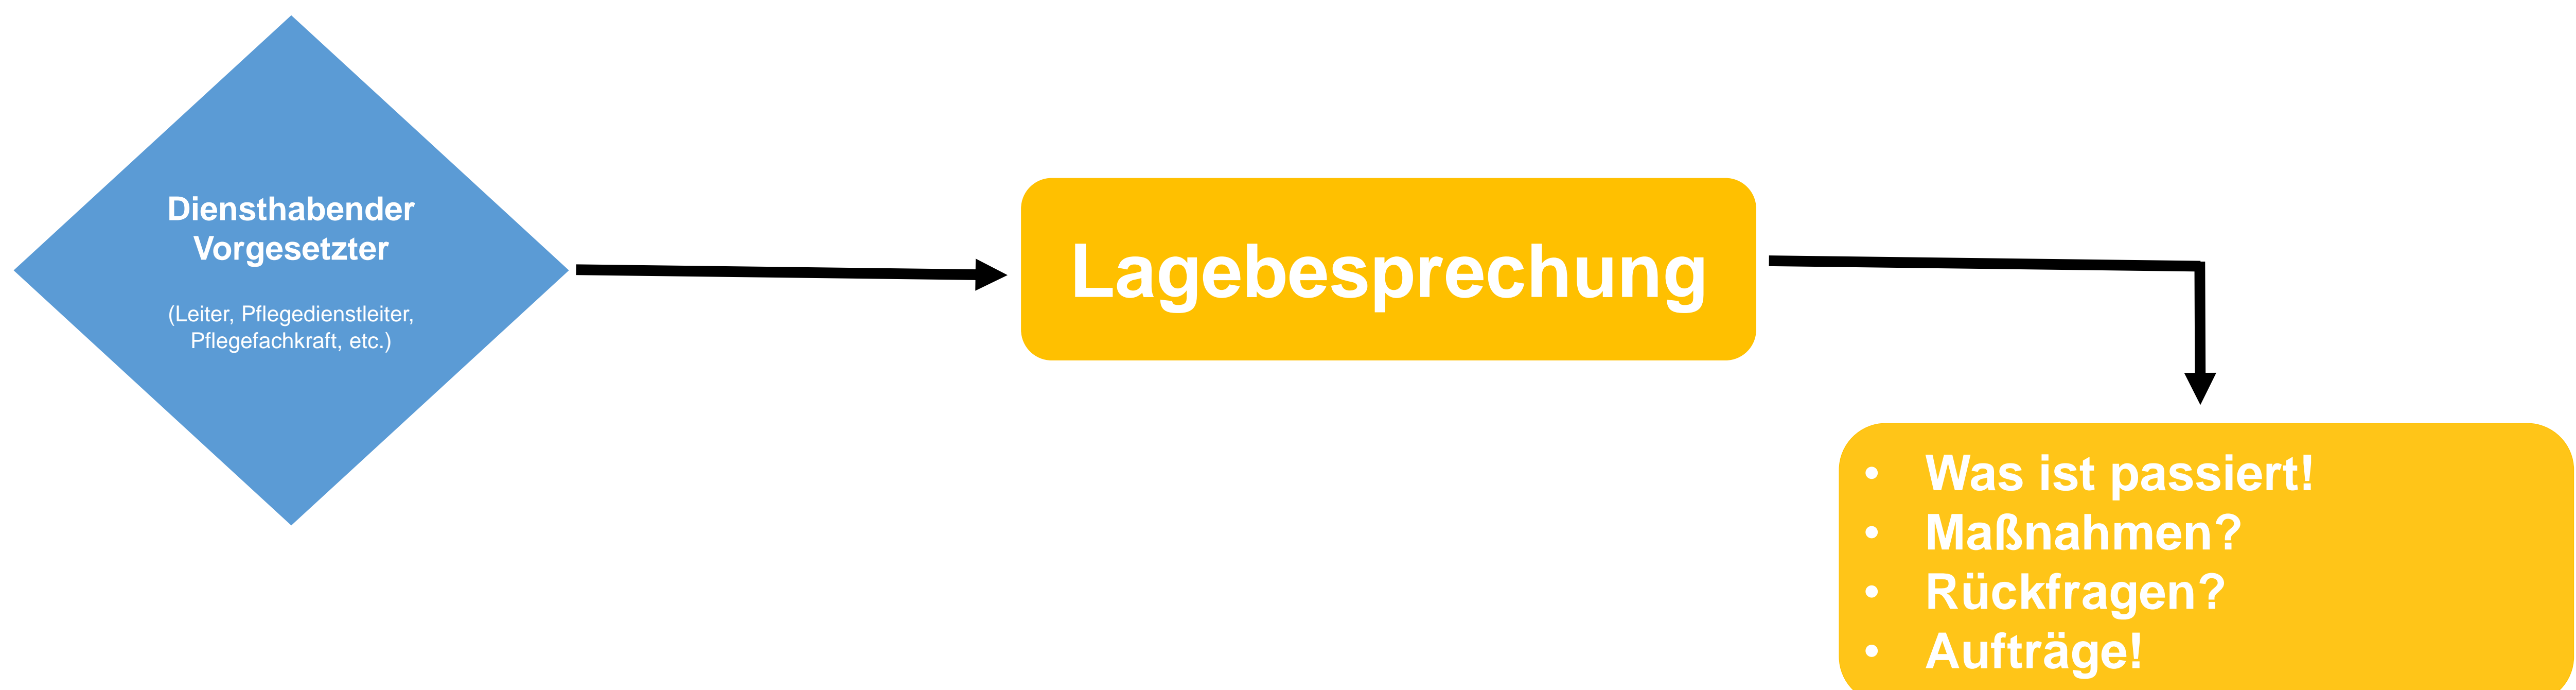 Diensthabender
Vorgesetzter
(Leiter, Pflegedienstleiter,
Pflegefachkraft, etc.)
Lagebesprechung
• Was ist passiert!
• Maßnahmen?
• Rückfragen?
• Aufträge!